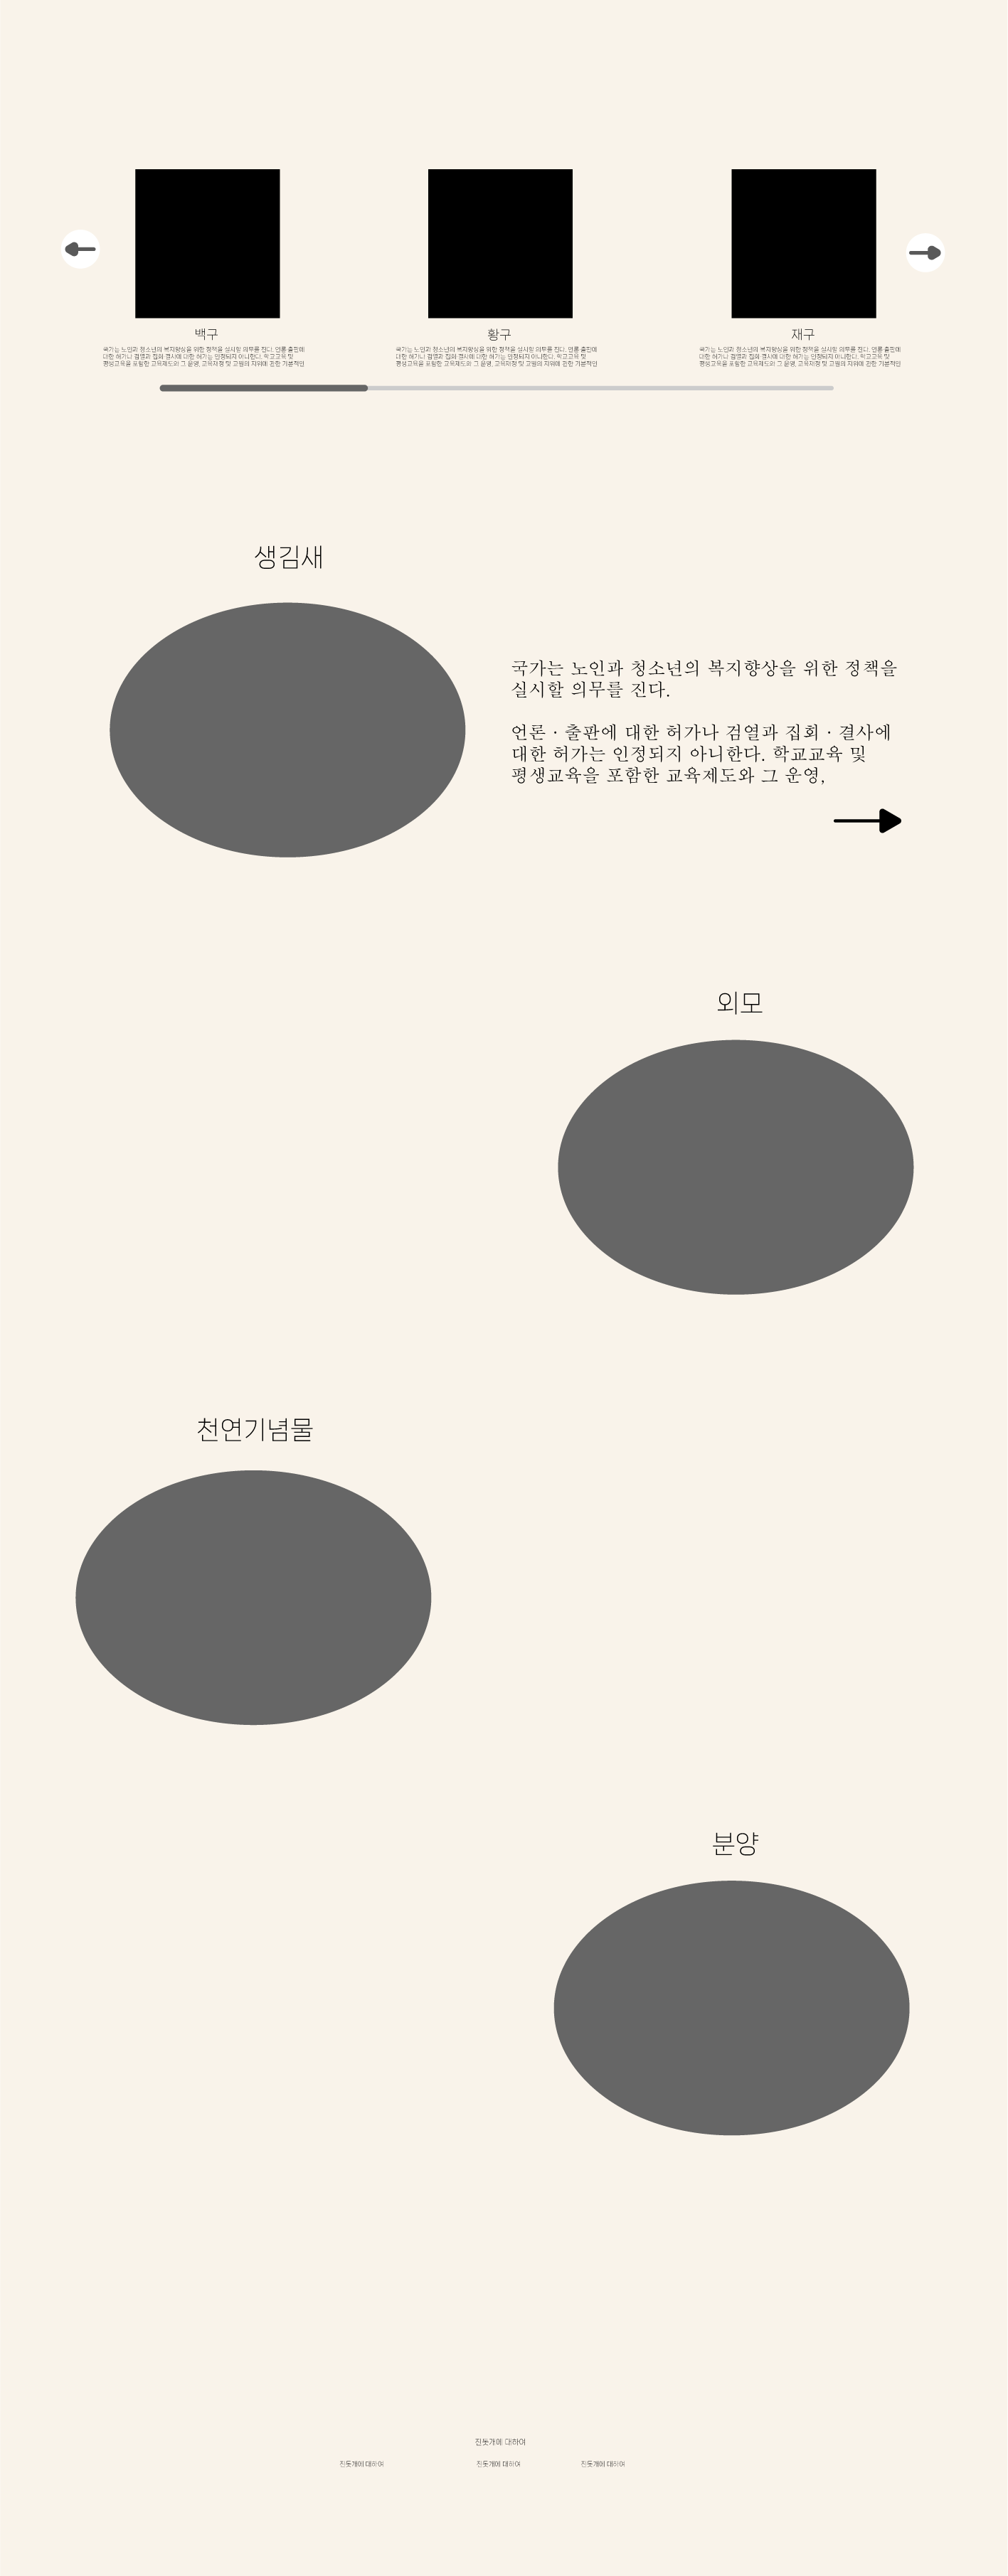 백구
황구
재구
국가는 노인과 청소년의 복지향상을 위한 정책을 실시할 의무를 진다. 언론·출판에
대한 허가나 검열과 집회·결사에 대한 허가는 인정되지 아니한다. 학교교육 및
평생교육을 포함한 교육제도와 그 운영, 교육재정 및 교원의 지위에 관한 기본적인
국가는 노인과 청소년의 복지향상을 위한 정책을 실시할 의무를 진다. 언론·출판에
대한 허가나 검열과 집회·결사에 대한 허가는 인정되지 아니한다. 학교교육 및
평생교육을 포함한 교육제도와 그 운영, 교육재정 및 교원의 지위에 관한 기본적인
국가는 노인과 청소년의 복지향상을 위한 정책을 실시할 의무를 진다. 언론·출판에
대한 허가나 검열과 집회·결사에 대한 허가는 인정되지 아니한다. 학교교육 및
평생교육을 포함한 교육제도와 그 운영, 교육재정 및 교원의 지위에 관한 기본적인
생김새
국가는 노인과 청소년의 복지향상을 위한 정책을
실시할 의무를 진다.
언론·출판에 대한 허가나 검열과 집회·결사에
대한 허가는 인정되지 아니한다. 학교교육 및
평생교육을 포함한 교육제도와 그 운영,
외모
천연기념물
분양
진돗개에 대하여
진돗개에 대하여
진돗개에 대하여
진돗개에 대하여